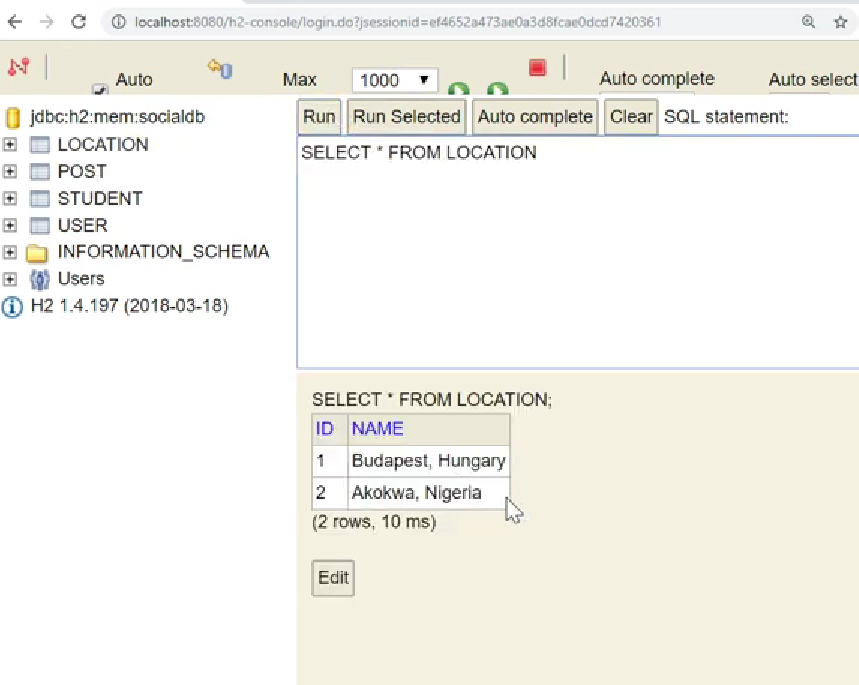 localhost:8080/h2-console/login.do?jsessionid=ef4652a473ae0a3d8fcae0dcd7420361
Auto
Max
1000
Auto complete
Auto select
jdbc:h2:mem:socialdb
LOCATION
POST
STUDENT
USER
INFORMATION_SCHEMA
Users
H2 1.4.197 (2018-03-18)
Run Run Selected Auto complete Clear SQL statement:
SELECT * FROM LOCATION
SELECT * FROM LOCATION;
ID NAME
1 Budapest, Hungary
2 Akokwa, Nigeria
(2 rows, 10 ms)
Edit